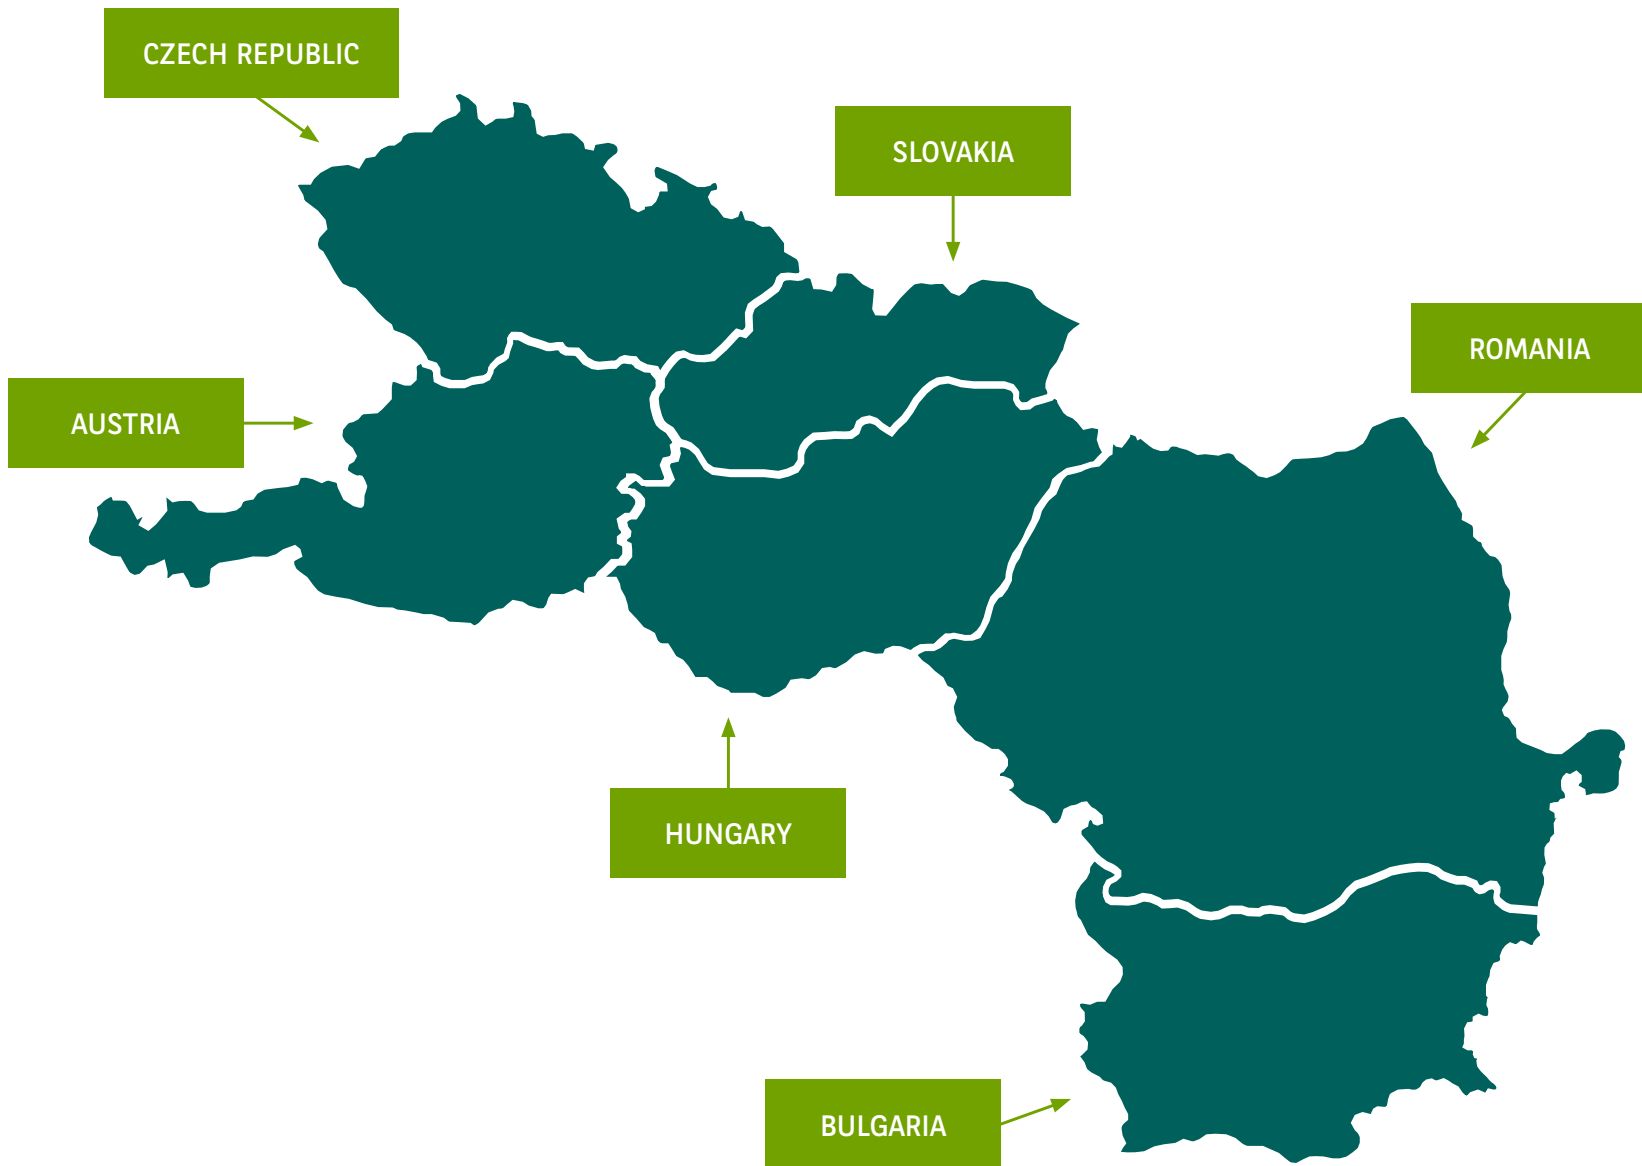 CZECH REPUBLIC
SLOVAKIA
ROMANIA
AUSTRIA
HUNGARY
BULGARIA